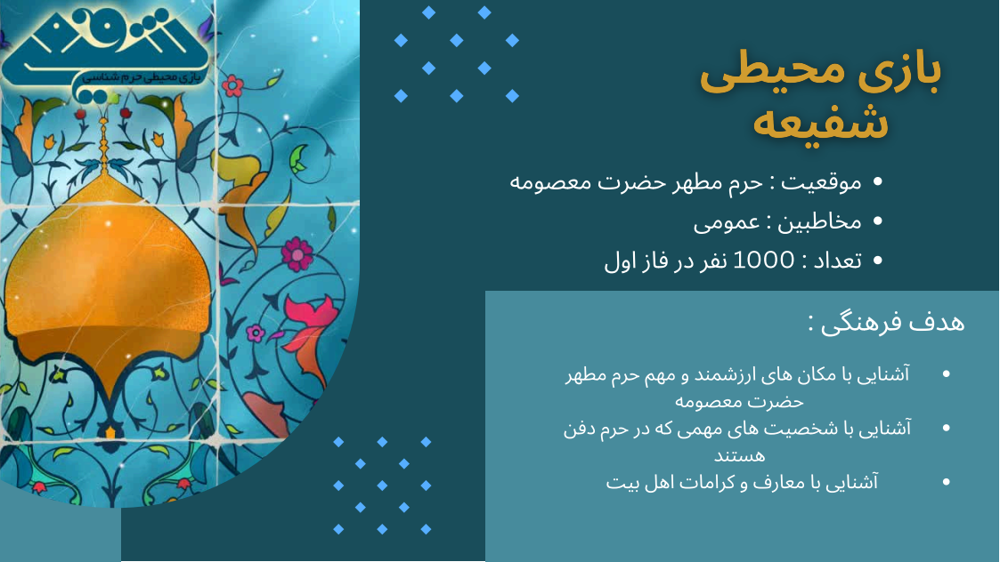 شفیعه
بازی محیطی حرم شناسی
بازی محیطی
شفیعه
• موقعیت : حرم مطهر حضرت معصومه
• مخاطبین : عمومی
• تعداد : 1000 نفر در فاز اول
هدف فرهنگی :
• آشنایی با مکان های ارزشمند و مهم حرم مطهر
حضرت معصومه
• آشنایی با شخصیت های مهمی که در حرم دفن
هستند
• آشنایی با معارف و کرامات اهل بیت